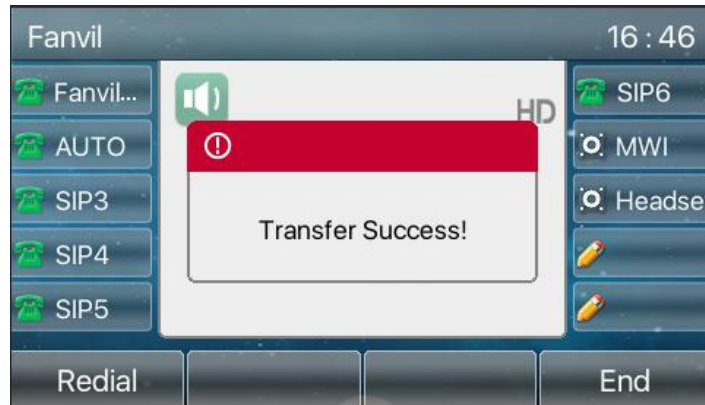 Fanvil 16:46
Fanvil... SIP6
HD
AUTO MWI
SIP3 Headse
Transfer Success!
SIP4
SIP5
Redial End